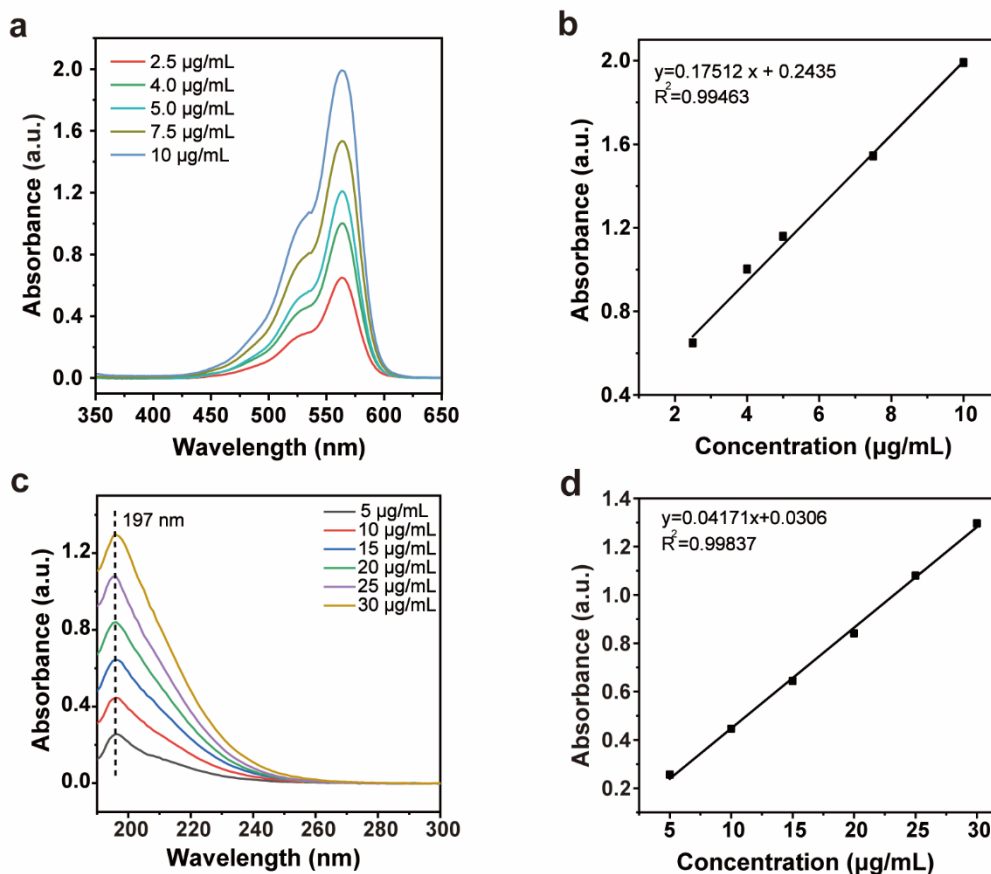 a
2.5 µg/mL
4.0 µg/mL
5.0 µg/mL
7.5 µg/mL
10 µg/mL
2.0
1.6
1.2
0.8
0.4
0.0
Absorbance (a.u.)
350 400 450 500 550 600 650
Wavelength (nm)
b
y=0.17512 x + 0.2435
R²=0.99463
2.0
1.6
1.2
0.8
0.4
Absorbance (a.u.)
2 4 6 8 10
Concentration (µg/mL)
c
197 nm
5 µg/mL
10 µg/mL
15 µg/mL
20 µg/mL
25 µg/mL
30 µg/mL
1.2
0.8
0.4
0.0
Absorbance (a.u.)
200 220 240 260 280 300
Wavelength (nm)
d
y=0.04171x+0.0306
R²=0.99837
1.4
1.2
1.0
0.8
0.6
0.4
0.2
Absorbance (a.u.)
5 10 15 20 25 30
Concentration (µg/mL)